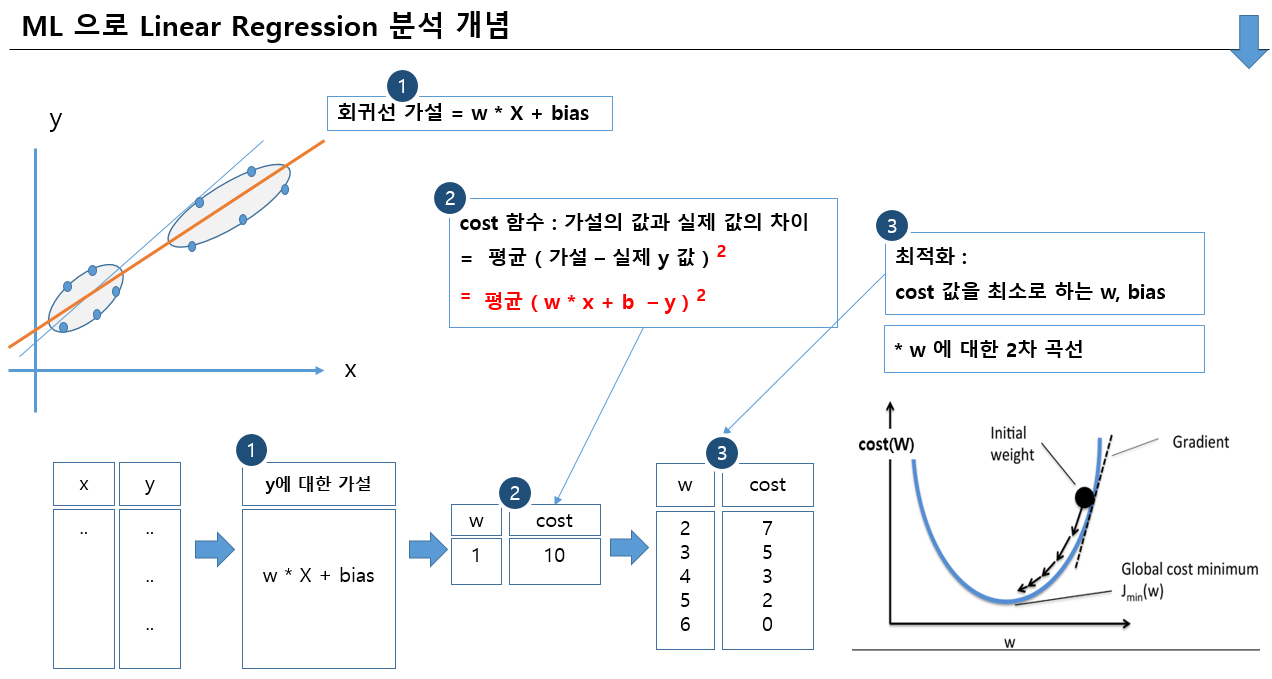 ML 으로 Linear Regression 분석 개념
1
회귀선 가설 = w * X + bias
y
x
2
cost 함수 : 가설의 값과 실제 값의 차이
= 평균 ( 가설 – 실제 y 값 ) 2
= 평균 ( w * x + b – y ) 2
3
최적화 :
cost 값을 최소로 하는 w, bias
* w 에 대한 2차 곡선
x y
..
..
..
..
1
y에 대한 가설
w * X + bias
2
w cost
1 10
3
w cost
2 7
3 5
4 3
5 2
6 0
cost(W)
Initial
weight
Gradient
Global cost minimum
Jmin(w)
w